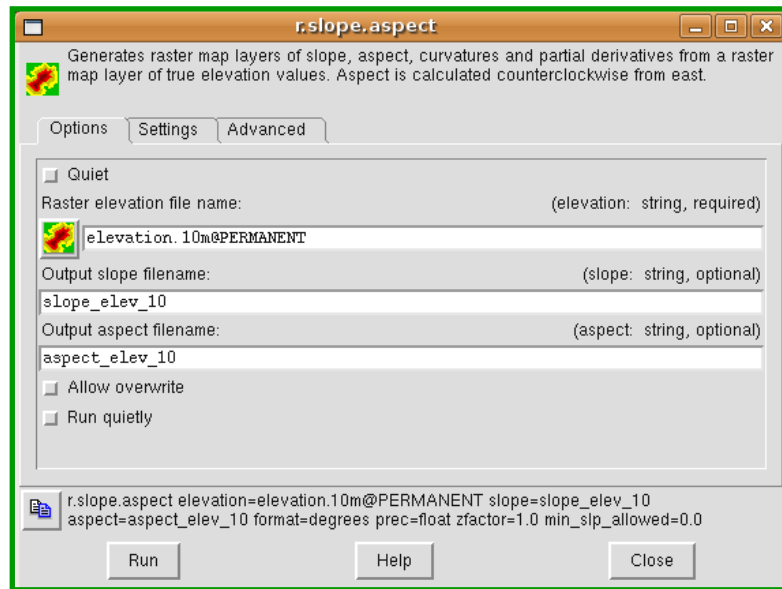 r.slope.aspect
Generates raster map layers of slope, aspect, curvatures and partial derivatives from a raster
map layer of true elevation values. Aspect is calculated counterclockwise from east.
Options Settings Advanced
Quiet
Raster elevation file name: (elevation: string, required)
elevation.10m@PERMANENT
Output slope filename: (slope: string, optional)
slope_elev_10
Output aspect filename: (aspect: string, optional)
aspect_elev_10
Allow overwrite
Run quietly
r.slope.aspect elevation=elevation.10m@PERMANENT slope=slope_elev_10
aspect=aspect_elev_10 format=degrees prec=float zfactor=1.0 min_slp_allowed=0.0
Run Help Close